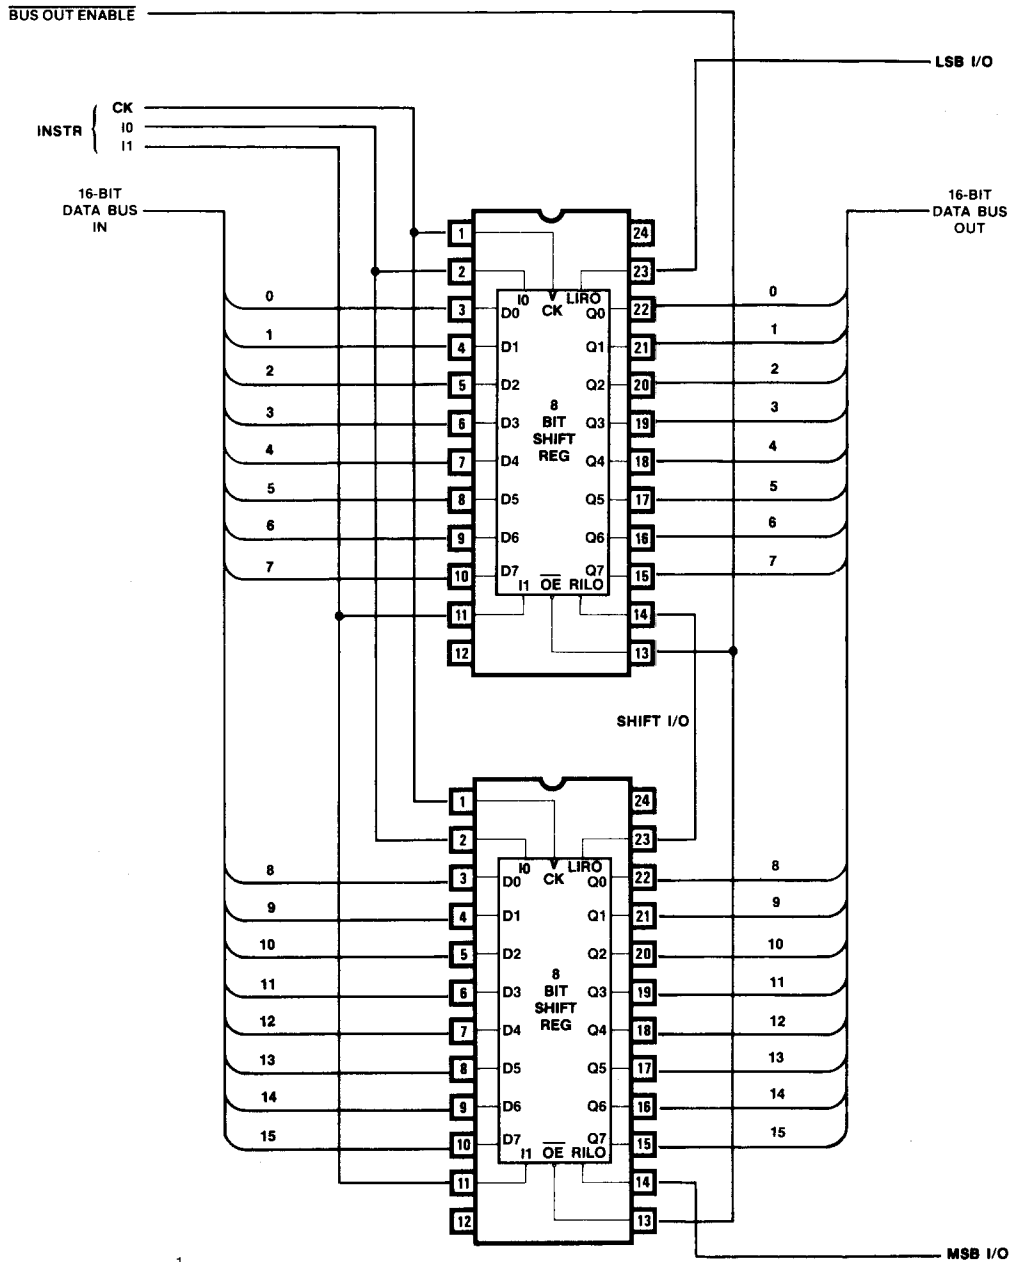 BUS OUT ENABLE
LSB I/O
INSTR { CK
I0
I1
16-BIT
DATA BUS
IN
16-BIT
DATA BUS
OUT
1 24
2 23
I0 CK LIRO
0 3 D0 Q0 22 0
1 4 D1 Q1 21 1
2 5 D2 Q2 20 2
3 6 D3 Q3 19 3
8
BIT
SHIFT
REG
4 7 D4 Q4 18 4
5 8 D5 Q5 17 5
6 9 D6 Q6 16 6
7 10 D7 Q7 15 7
I1 OE RILO
11 14
12 13
SHIFT I/O
1 24
2 23
I0 CK LIRO
8 3 D0 Q0 22 8
9 4 D1 Q1 21 9
10 5 D2 Q2 20 10
11 6 D3 Q3 19 11
8
BIT
SHIFT
REG
12 7 D4 Q4 18 12
13 8 D5 Q5 17 13
14 9 D6 Q6 16 14
15 10 D7 Q7 15 15
I1 OE RILO
11 14
12 13
MSB I/O
1